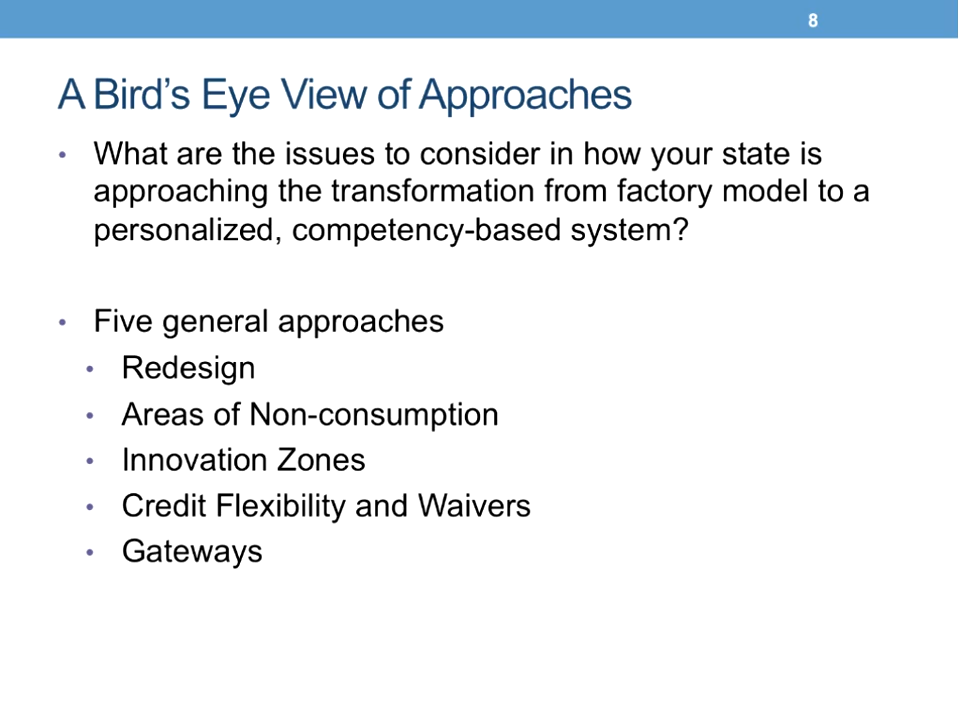 8
A Bird’s Eye View of Approaches
• What are the issues to consider in how your state is
approaching the transformation from factory model to a
personalized, competency-based system?
• Five general approaches
• Redesign
• Areas of Non-consumption
• Innovation Zones
• Credit Flexibility and Waivers
• Gateways